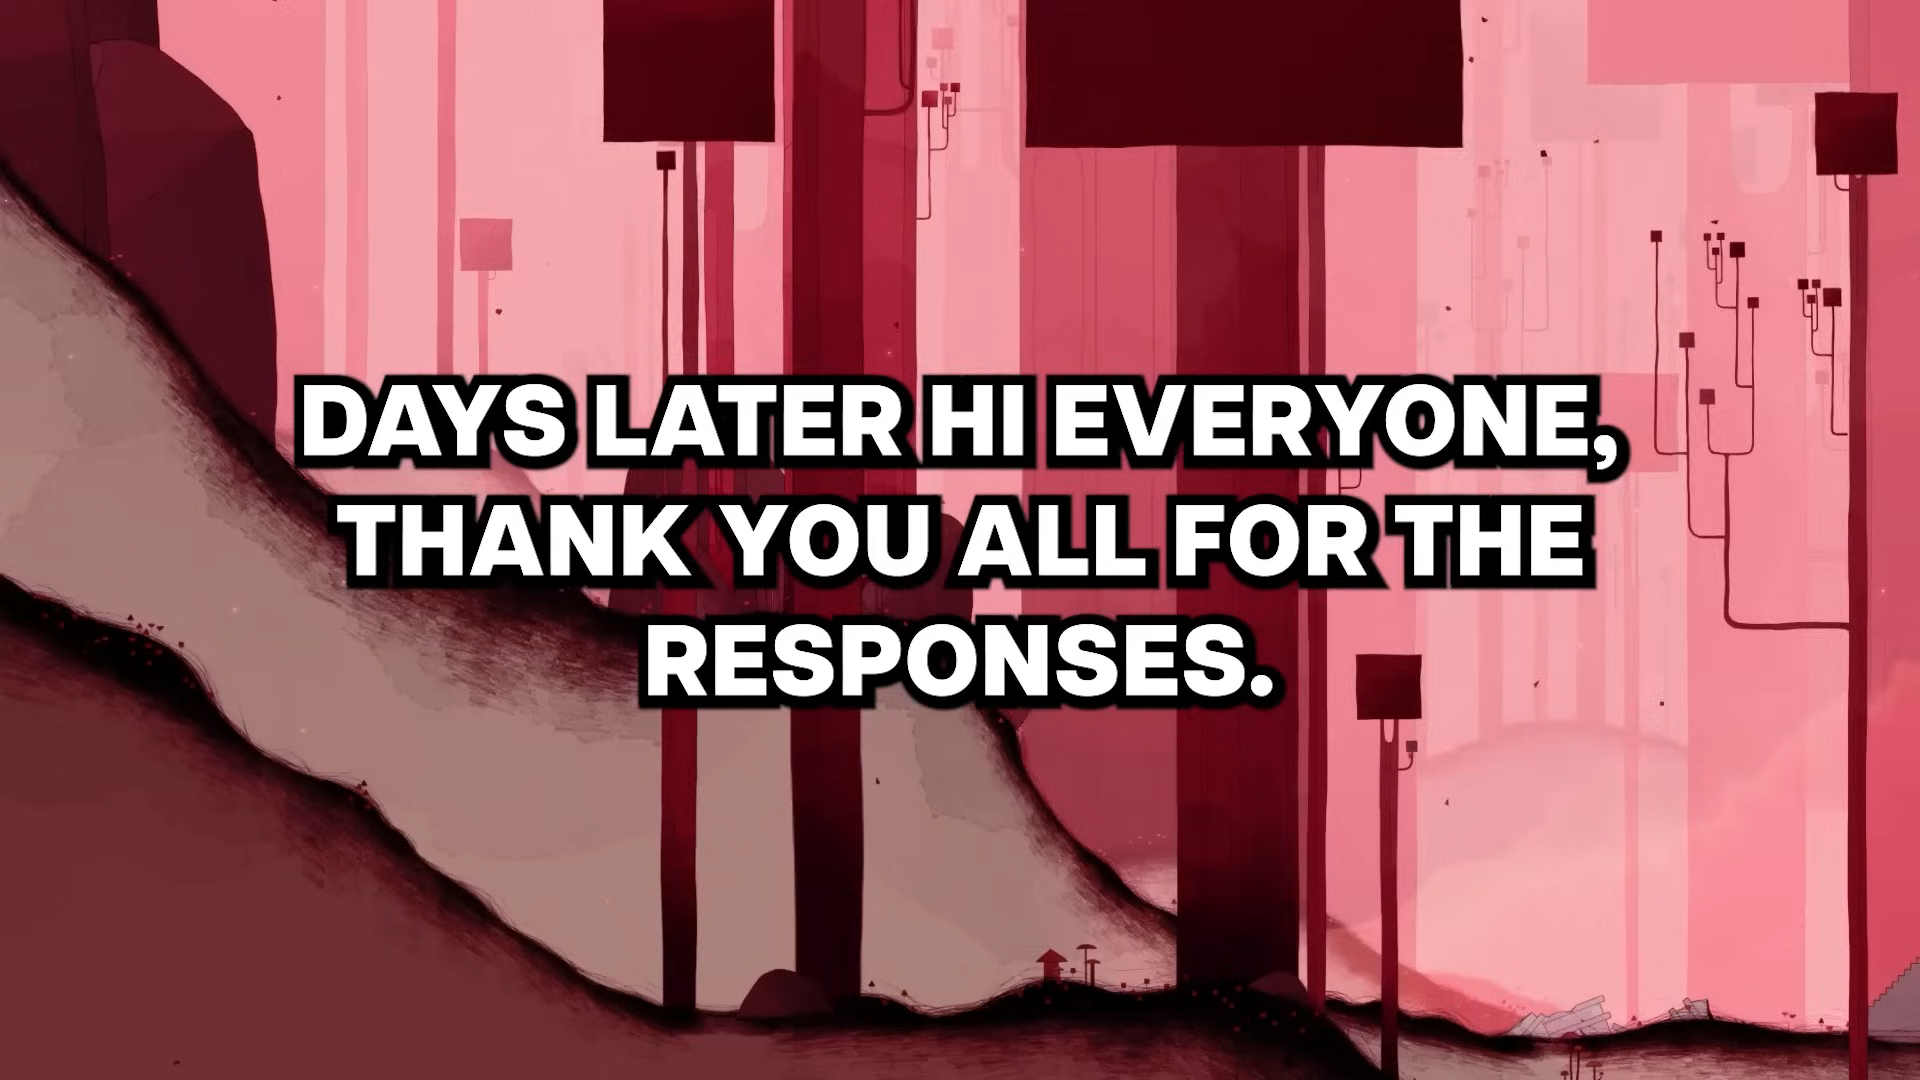 DAYS LATER HI EVERYONE,
THANK YOU ALL FOR THE
RESPONSES.